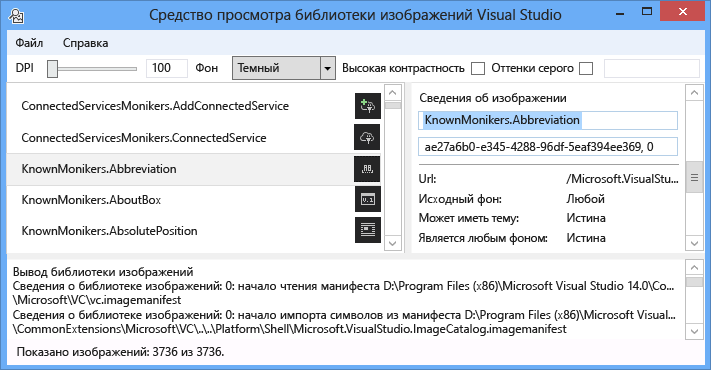 Средство просмотра библиотеки изображений Visual Studio
Файл Справка
DPI 100 Фон Темный Высокая контрастность Оттенки серого
ConnectedServicesMonikers.AddConnectedService
ConnectedServicesMonikers.ConnectedService
KnownMonikers.Abbreviation
KnownMonikers.AboutBox
KnownMonikers.AbsolutePosition
Сведения об изображении
KnownMonikers.Abbreviation
ae27a6b0-e345-4288-96df-5eaf394ee369, 0
Url: /Microsoft.VisualStu...
Исходный фон: Любой
Может иметь тему: Истина
Является любым фоном: Истина
Вывод библиотеки изображений
Сведения о библиотеке изображений: 0: начало чтения манифеста D:\Program Files (x86)\Microsoft Visual Studio 14.0\Co...
\Microsoft\VC\vc.imagemanifest
Сведения о библиотеке изображений: 0: начало импорта символов из манифеста D:\Program Files (x86)\Microsoft Visual...
\CommonExtensions\Microsoft\VC\..\..\Platform\Shell\Microsoft.VisualStudio.ImageCatalog.imagemanifest
Показано изображений: 3736 из 3736.